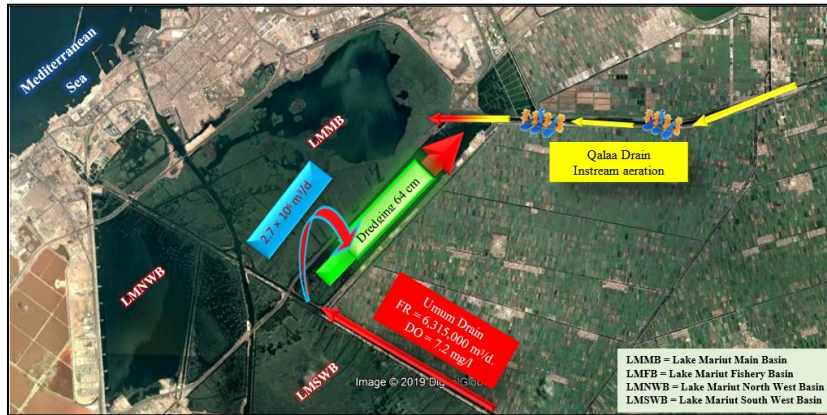 Mediterranean
Sea
LMMB
Qalaa Drain
Instream aeration
2.7 × 10⁶ m³/d
Dredging 64 cm
LMNWB
Umum Drain
FR = 6,315,000 m³/d.
DO = 7.2 mg/l
LMSWB
LMMB = Lake Mariut Main Basin
LMFB = Lake Mariut Fishery Basin
LMNWB = Lake Mariut North West Basin
LMSWB = Lake Mariut South West Basin
Image © 2019 DigitalGlobe